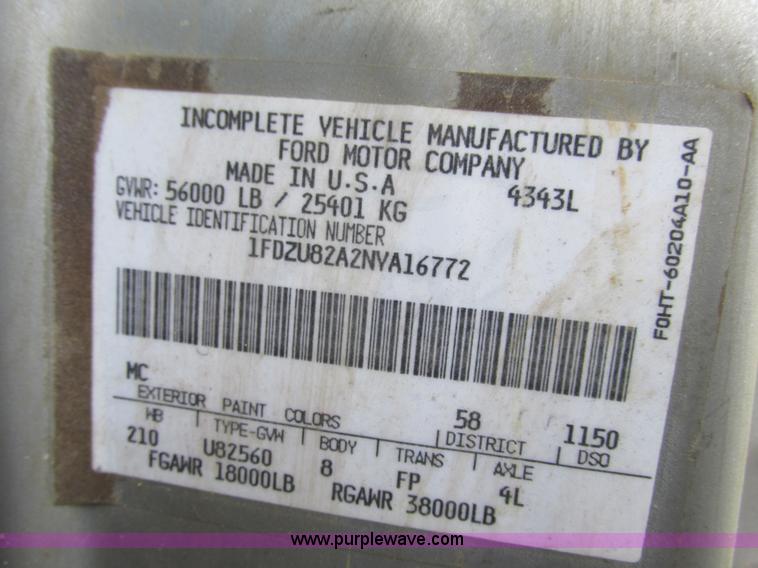 INCOMPLETE VEHICLE MANUFACTURED BY
FORD MOTOR COMPANY
MADE IN U.S.A
4343L
GVWR: 56000 LB / 25401 KG
VEHICLE IDENTIFICATION NUMBER
1FDZU82A2NYA16772
F0HT-60204A10-AA
MC
EXTERIOR PAINT COLORS 58 1150
WB TYPE-GVW BODY TRANS DISTRICT AXLE DSO
210 U82560 8 FP 4L
FGAWR 18000LB RGAWR 38000LB
www.purplewave.com